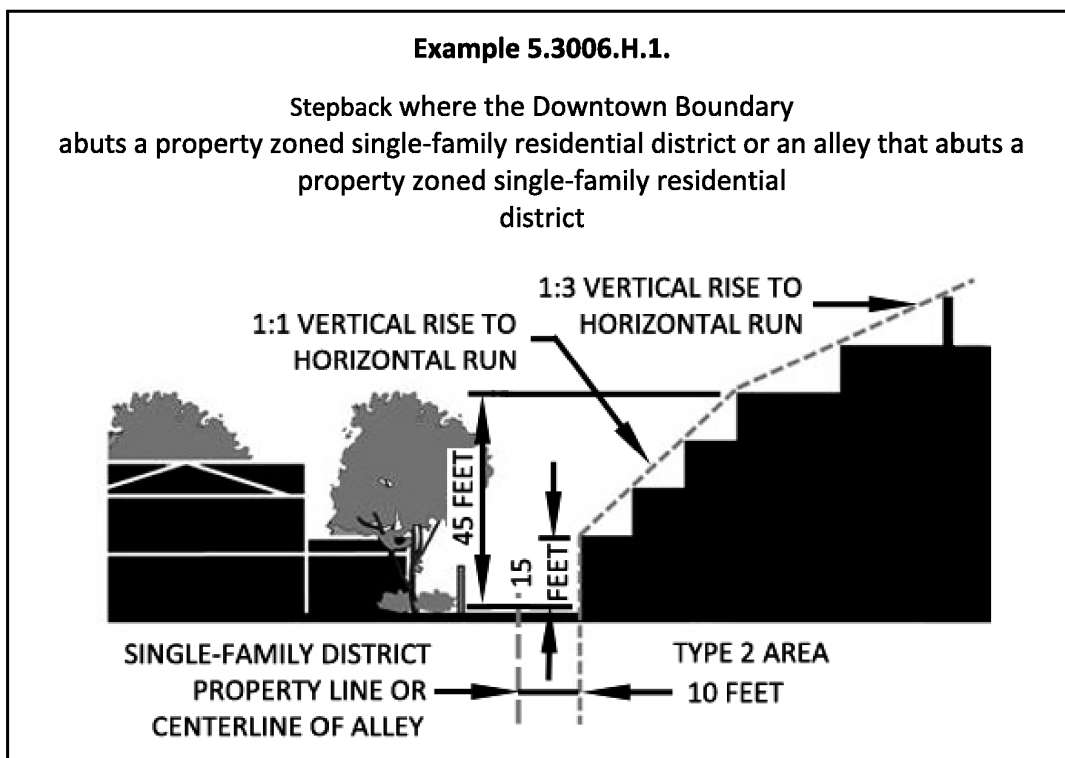 Example 5.3006.H.1.
Stepback where the Downtown Boundary
abuts a property zoned single-family residential district or an alley that abuts a
property zoned single-family residential
district
1:3 VERTICAL RISE TO
HORIZONTAL RUN
1:1 VERTICAL RISE TO
HORIZONTAL RUN
45 FEET
15
FEET
SINGLE-FAMILY DISTRICT
PROPERTY LINE OR
CENTERLINE OF ALLEY
TYPE 2 AREA
10 FEET